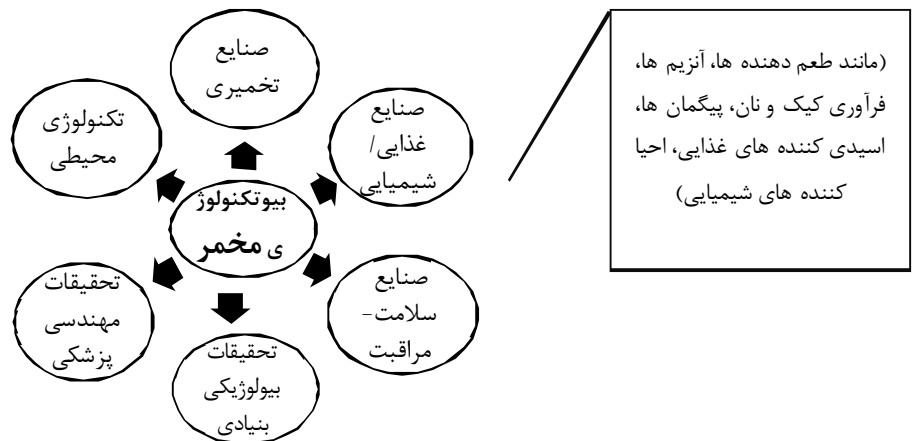 صنایع
تخمیری
صنایع
غذایی/
شیمیایی
(مانند طعم دهنده ها، آنزیم ها،
فرآوری کیک و نان، پیگمان ها،
اسیدی کننده های غذایی، احیا
کننده های شیمیایی)
تکنولوژی
محیطی
بیوتکنولوژ
ی مخمر
صنایع
سلامت-
مراقبت
تحقیقات
مهندسی
پزشکی
تحقیقات
بیولوژیکی
بنیادی